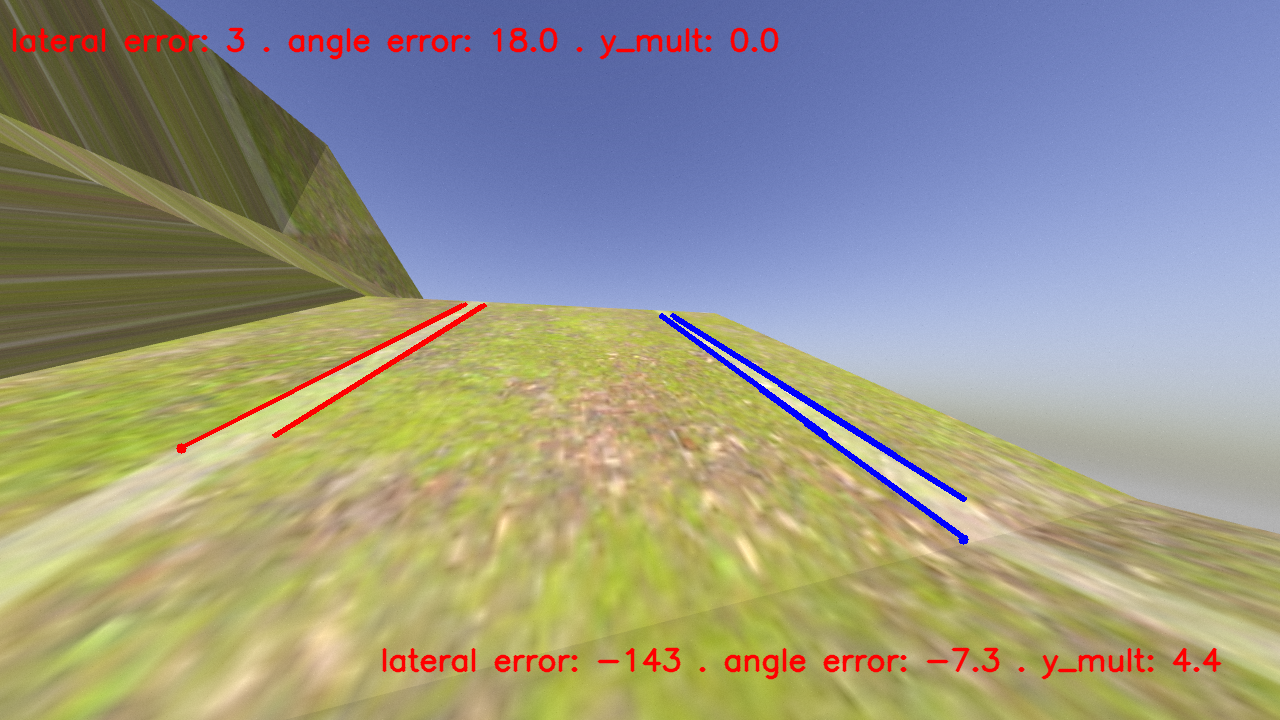 lateral error: 3 . angle error: 18.0 . y_mult: 0.0
lateral error: -143 . angle error: -7.3 . y_mult: 4.4